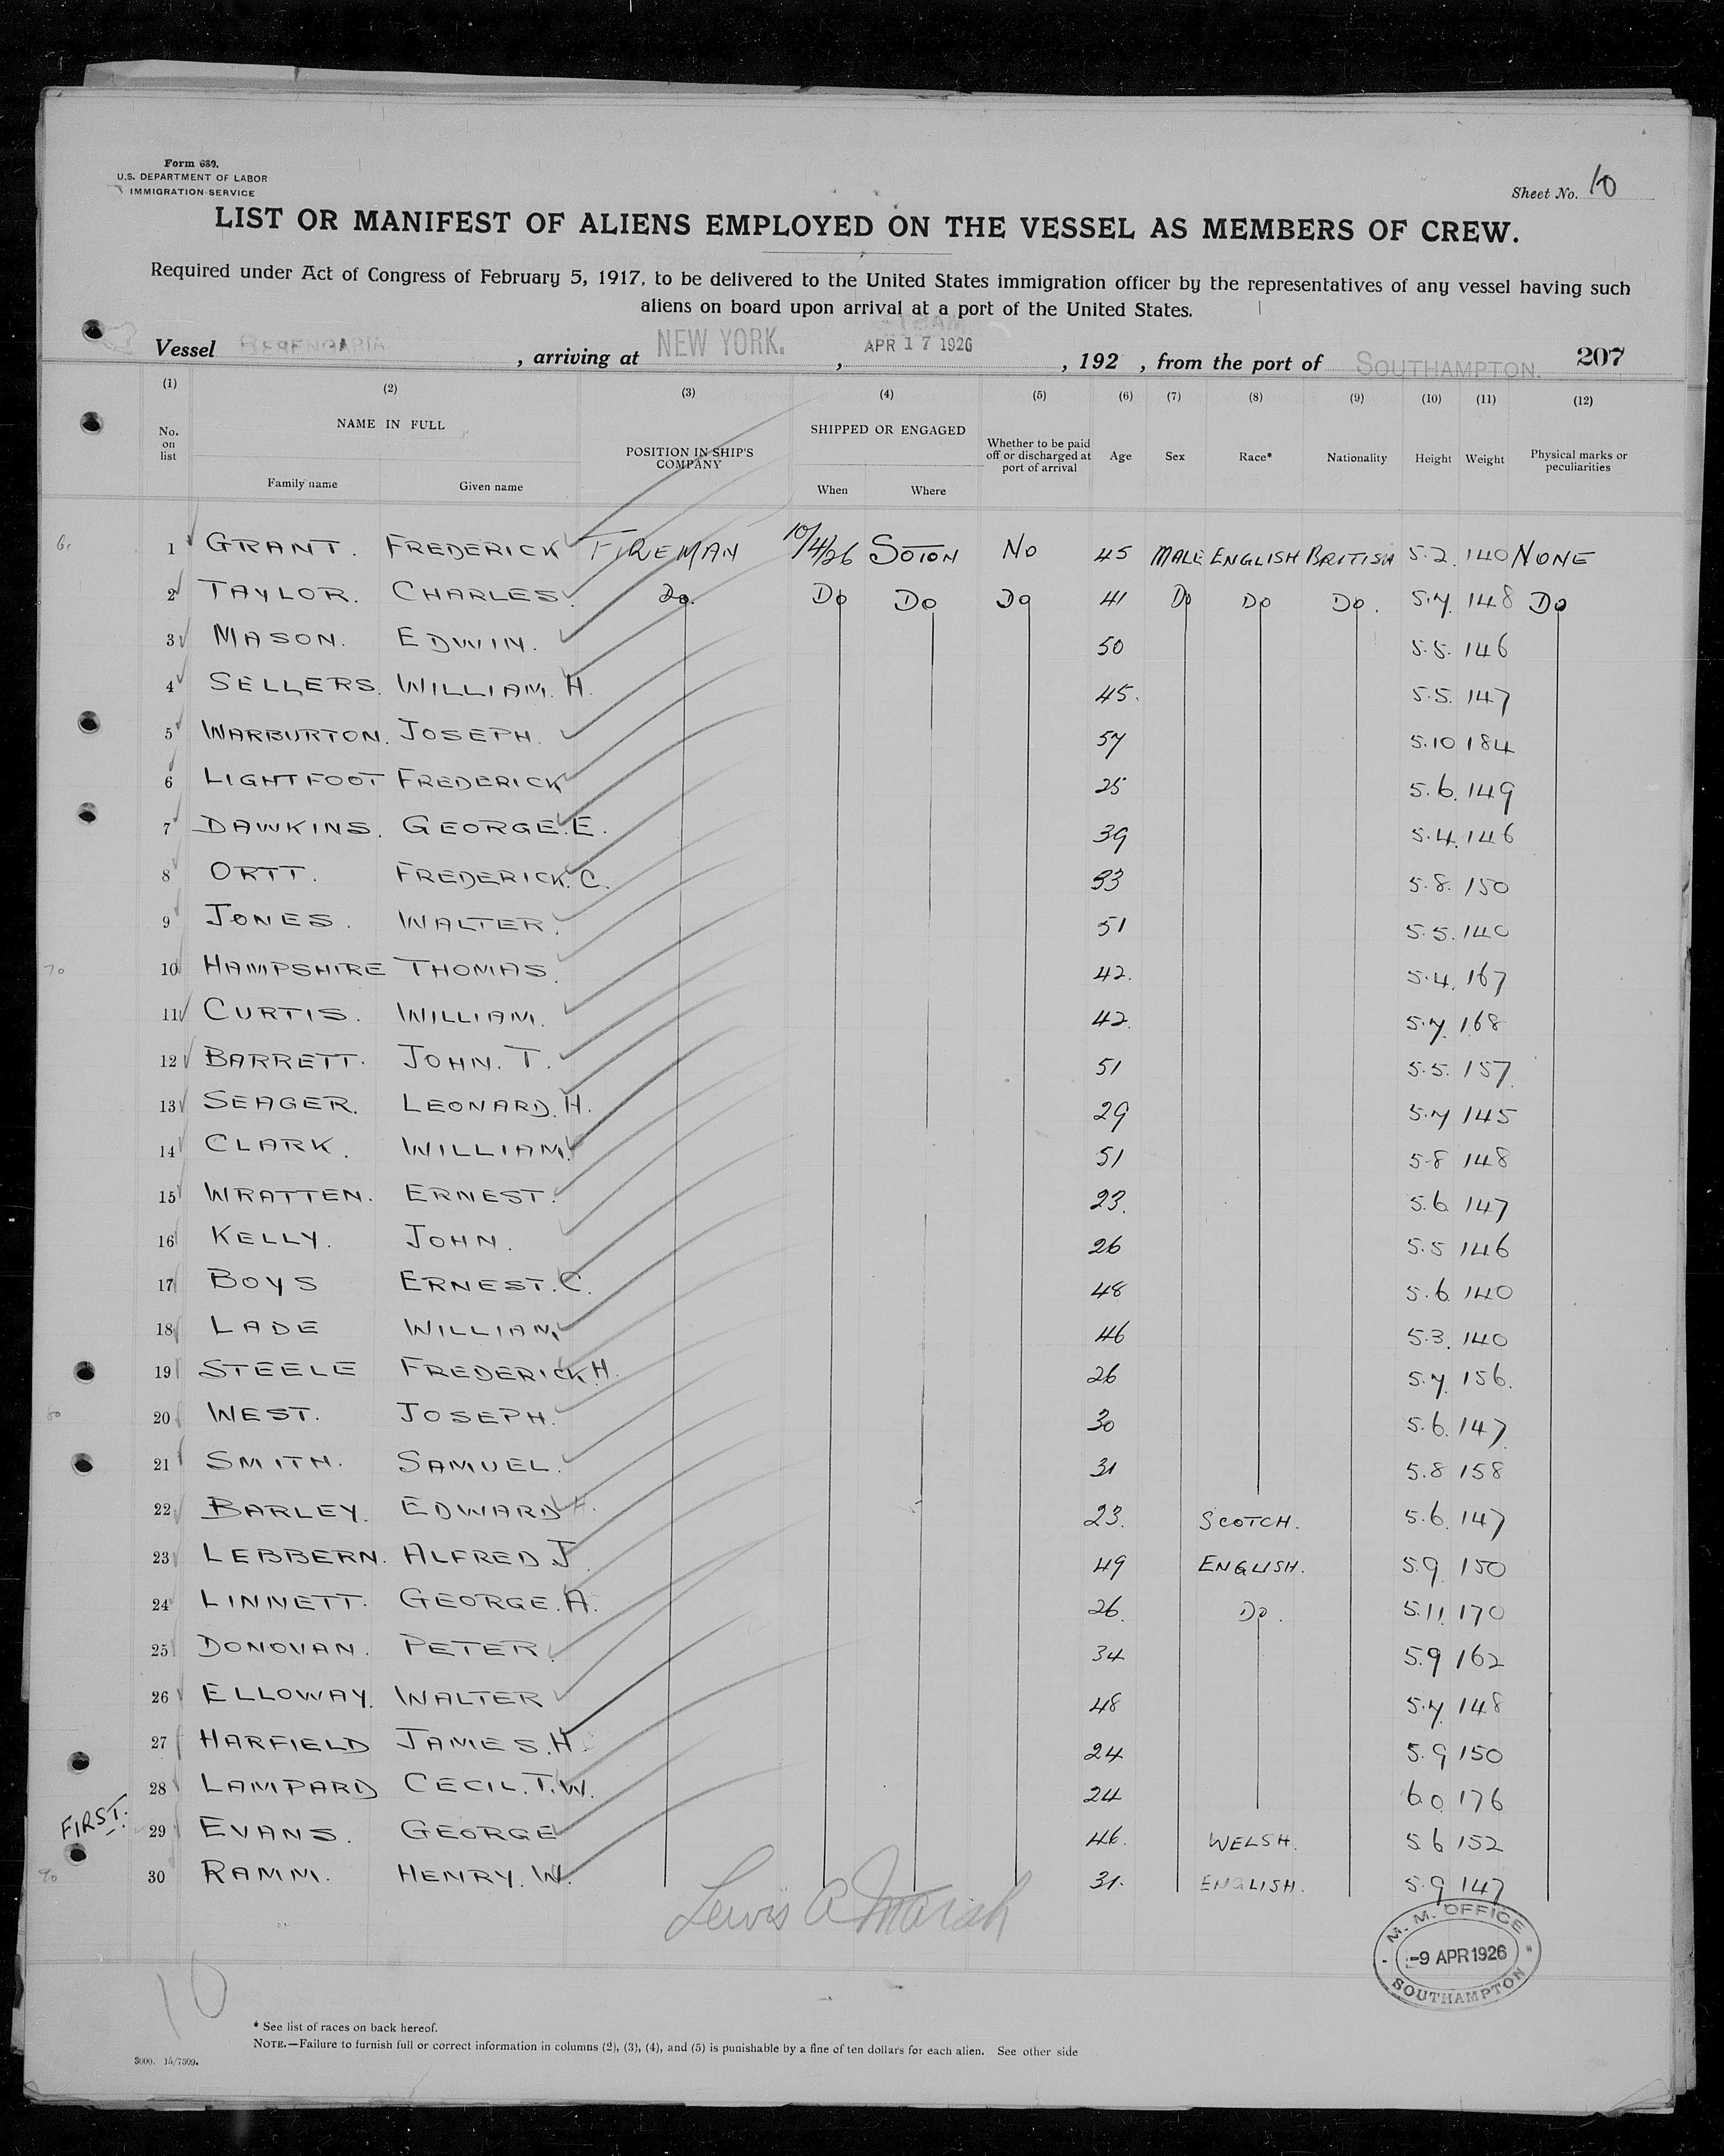 Form 689.
U.S. DEPARTMENT OF LABOR
IMMIGRATION SERVICE
Sheet No. 10
LIST OR MANIFEST OF ALIENS EMPLOYED ON THE VESSEL AS MEMBERS OF CREW.
Required under Act of Congress of February 5, 1917, to be delivered to the United States immigration officer by the representatives of any vessel having such
aliens on board upon arrival at a port of the United States.
Vessel BERENGARIA, arriving at NEW YORK., APR 17 1926, 192 , from the port of SOUTHAMPTON. 207
(1) (2) (3) (4) (5) (6) (7) (8) (9) (10) (11) (12)
No. on list NAME IN FULL POSITION IN SHIP'S COMPANY SHIPPED OR ENGAGED Whether to be paid off or discharged at port of arrival Age Sex Race* Nationality Height Weight Physical marks or peculiarities
Family name Given name When Where
1 GRANT. FREDERICK FIREMAN 10/4/26 SOTON NO 45 MALE ENGLISH BRITISH 5.2. 140 NONE
2 TAYLOR. CHARLES. Do. Do Do Do 41 Do Do Do. 5.7. 148 Do
3 MASON. EDWIN. 50 5.5. 146
4 SELLERS. WILLIAM. H. 45. 5.5. 147
5 WARBURTON. JOSEPH. 57 5.10 184
6 LIGHTFOOT FREDERICK 25 5.6. 149
7 DAWKINS. GEORGE. E. 39 5.4. 146
8 ORTT. FREDERICK. C. 33 5.8. 150
9 JONES. WALTER. 51 5.5. 140
70 10 HAMPSHIRE THOMAS. 42. 5.4. 167
11 CURTIS. WILLIAM. 42. 5.7. 168
12 BARRETT. JOHN. T. 51 5.5. 157.
13 SEAGER. LEONARD. H. 29 5.7 145
14 CLARK. WILLIAM. 51 5.8 148
15 WRATTEN. ERNEST. 23. 5.6. 147
16 KELLY. JOHN. 26 5.5 146
17 BOYS ERNEST. C. 48 5.6. 140
18 LADE WILLIAM. 46 5.3. 140
19 STEELE FREDERICK H. 26 5.7. 156.
20 WEST. JOSEPH. 30 5.6. 147.
21 SMITH. SAMUEL. 31 5.8 158
22 BARLEY. EDWARD H. 23. SCOTCH. 5.6. 147
23 LEBBERN. ALFRED J. 49 ENGLISH. 5.9. 150
24 LINNETT. GEORGE. A. 26. Do. 5.11. 170
25 DONOVAN. PETER. 34 5.9 162
26 ELLOWAY. WALTER 48 5.7. 148
27 HARFIELD JAMES. H. 24 5.9 150
28 LAMPARD CECIL. T. W. 24 6.0. 176
FIRST. 29 EVANS. GEORGE 46. WELSH. 5.6 152
90 30 RAMM. HENRY. W. 31. ENGLISH. 5.9 147
Lewis A Marsh
M. M. OFFICE
-9 APR 1926
SOUTHAMPTON
10
* See list of races on back hereof.
NOTE.—Failure to furnish full or correct information in columns (2), (3), (4), and (5) is punishable by a fine of ten dollars for each alien. See other side
3000. 15/7309.